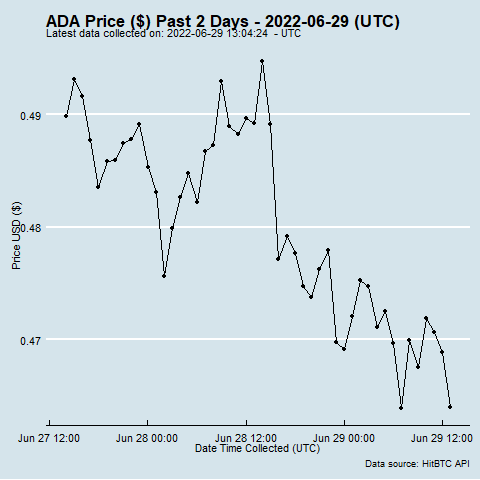 ADA Price ($) Past 2 Days - 2022-06-29 (UTC)
Latest data collected on: 2022-06-29 13:04:24 - UTC
0.49
0.48
0.47
Price USD ($)
Jun 27 12:00 Jun 28 00:00 Jun 28 12:00 Jun 29 00:00 Jun 29 12:00
Date Time Collected (UTC)
Data source: HitBTC API